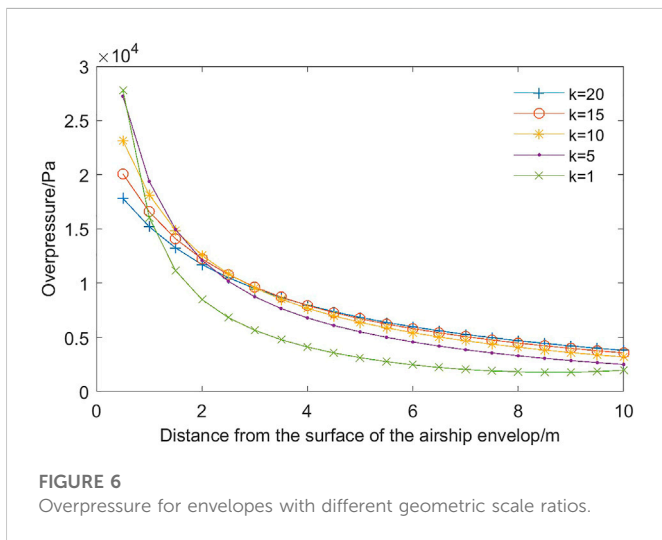 ×10⁴
3
2.5
2
1.5
1
0.5
0
Overpressure/Pa
k=20
k=15
k=10
k=5
k=1
0 2 4 6 8 10
Distance from the surface of the airship envelop/m
FIGURE 6
Overpressure for envelopes with different geometric scale ratios.